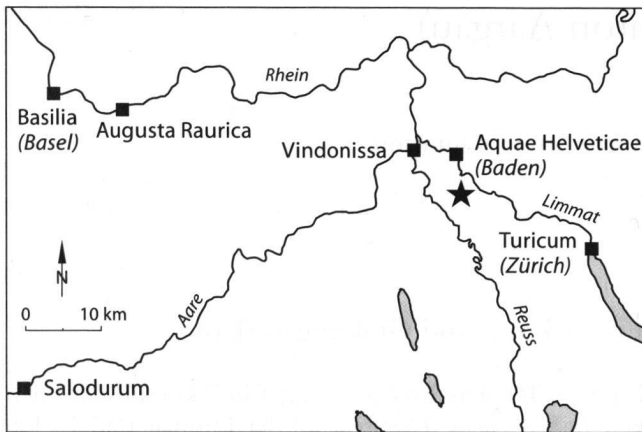 Rhein
Basilia
(Basel)
Augusta Raurica
Vindonissa
Aquae Helveticae
(Baden)
Limmat
Turicum
(Zürich)
N
0 10 km
Aare
Reuss
Salodurum